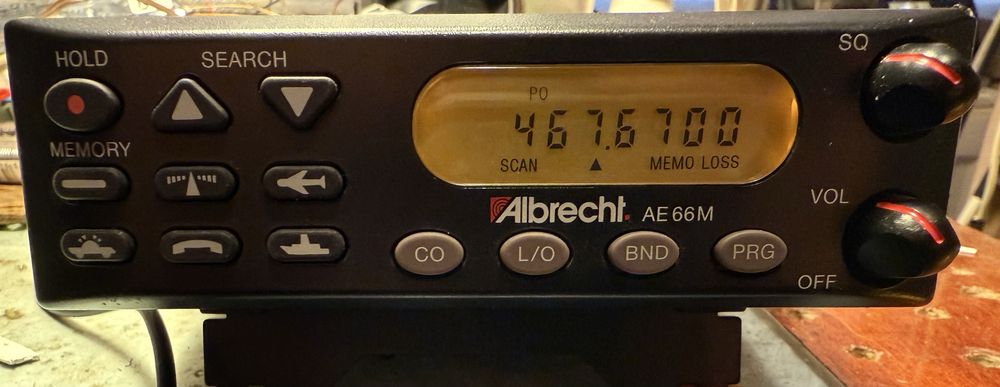 HOLD
SEARCH
SQ
PO
467.6700
MEMORY
SCAN
MEMO LOSS
Albrecht
AE 66M
VOL
CO
L/O
BND
PRG
OFF